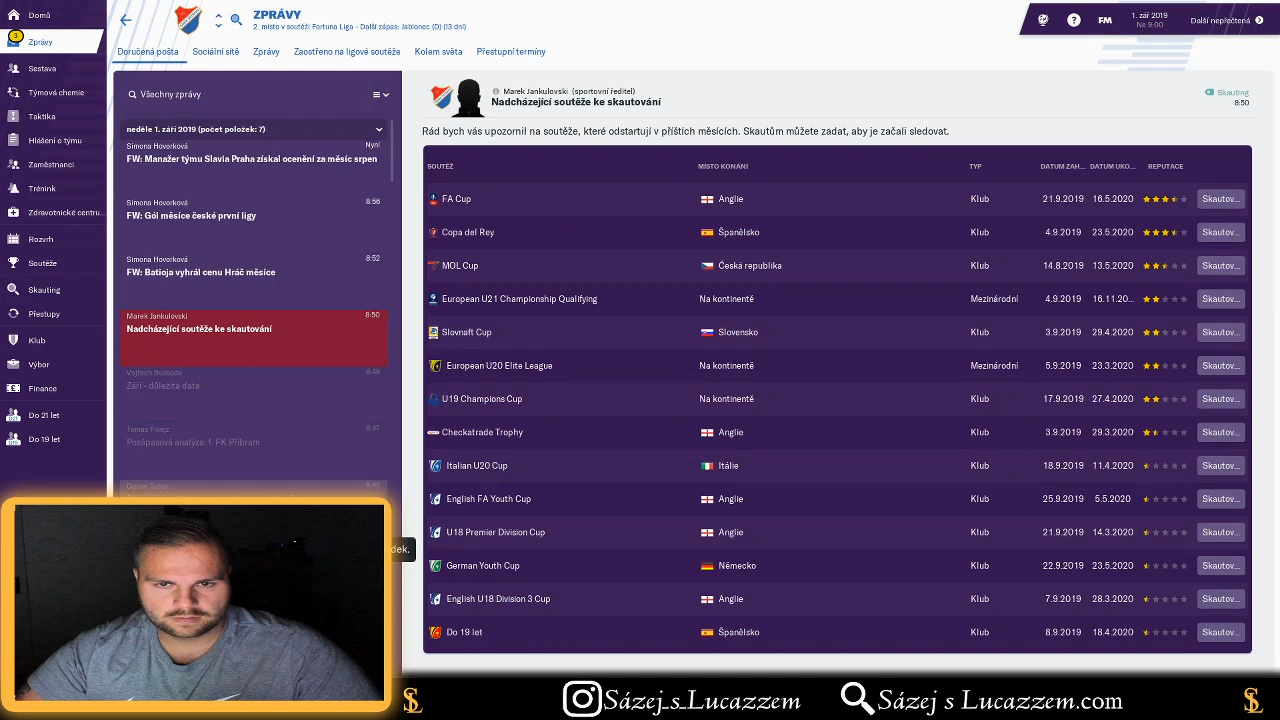 Domů
3
Zprávy
Sestava
Týmová chemie
Taktika
Hlášení o týmu
Zaměstnanci
Trénink
Zdravotnické centru...
Rozvrh
Soutěže
Skauting
Přestupy
Klub
Výbor
Finance
Do 21 let
Do 19 let
ZPRÁVY
2. místo v soutěži Fortuna Liga - Další zápas: Jablonec (D) (13 dní)
FM
1. zář 2019
Ne 9:00
Další nepřečtená
Doručená pošta
Sociální sítě
Zprávy
Zaostřeno na ligové soutěže
Kolem světa
Přestupní termíny
Všechny zprávy
neděle 1. září 2019 (počet položek: 7)
Simona Hovorková Nyní
FW: Manažer týmu Slavia Praha získal ocenění za měsíc srpen
Simona Hovorková 8:56
FW: Gól měsíce české první ligy
Simona Hovorková 8:52
FW: Batioja vyhrál cenu Hráč měsíce
Marek Jankulovski 8:50
Nadcházející soutěže ke skautování
Vojtěch Svoboda 8:49
Září - důležitá data
8:47
Pozápasová analýza: 1. FK Příbram
8:43
dek.
Marek Jankulovski (sportovní ředitel)
Nadcházející soutěže ke skautování
Skauting
8:50
Rád bych vás upozornil na soutěže, které odstartují v příštích měsících. Skautům můžete zadat, aby je začali sledovat.
SOUTĚŽ MÍSTO KONÁNÍ TYP DATUM ZAH... DATUM UKO... REPUTACE
FA Cup Anglie Klub 21.9.2019 16.5.2020 Skautov...
Copa del Rey Španělsko Klub 4.9.2019 23.5.2020 Skautov...
MOL Cup Česká republika Klub 14.8.2019 13.5.2020 Skautov...
European U21 Championship Qualifying Na kontinentě Mezinárodní 4.9.2019 16.11.20... Skautov...
Slovnaft Cup Slovensko Klub 3.9.2019 29.4.2020 Skautov...
European U20 Elite League Na kontinentě Mezinárodní 5.9.2019 23.3.2020 Skautov...
U19 Champions Cup Na kontinentě Klub 17.9.2019 27.4.2020 Skautov...
Checkatrade Trophy Anglie Klub 3.9.2019 29.3.2020 Skautov...
Italian U20 Cup Itálie Klub 18.9.2019 11.4.2020 Skautov...
English FA Youth Cup Anglie Klub 25.9.2019 5.5.2020 Skautov...
U18 Premier Division Cup Anglie Klub 21.9.2019 14.3.2020 Skautov...
German Youth Cup Německo Klub 22.9.2019 23.5.2020 Skautov...
English U18 Division 3 Cup Anglie Klub 7.9.2019 28.3.2020 Skautov...
Do 19 let Španělsko Klub 8.9.2019 18.4.2020 Skautov...
Sázej_s_Lucazzem
Sázej s Lucazzem.com